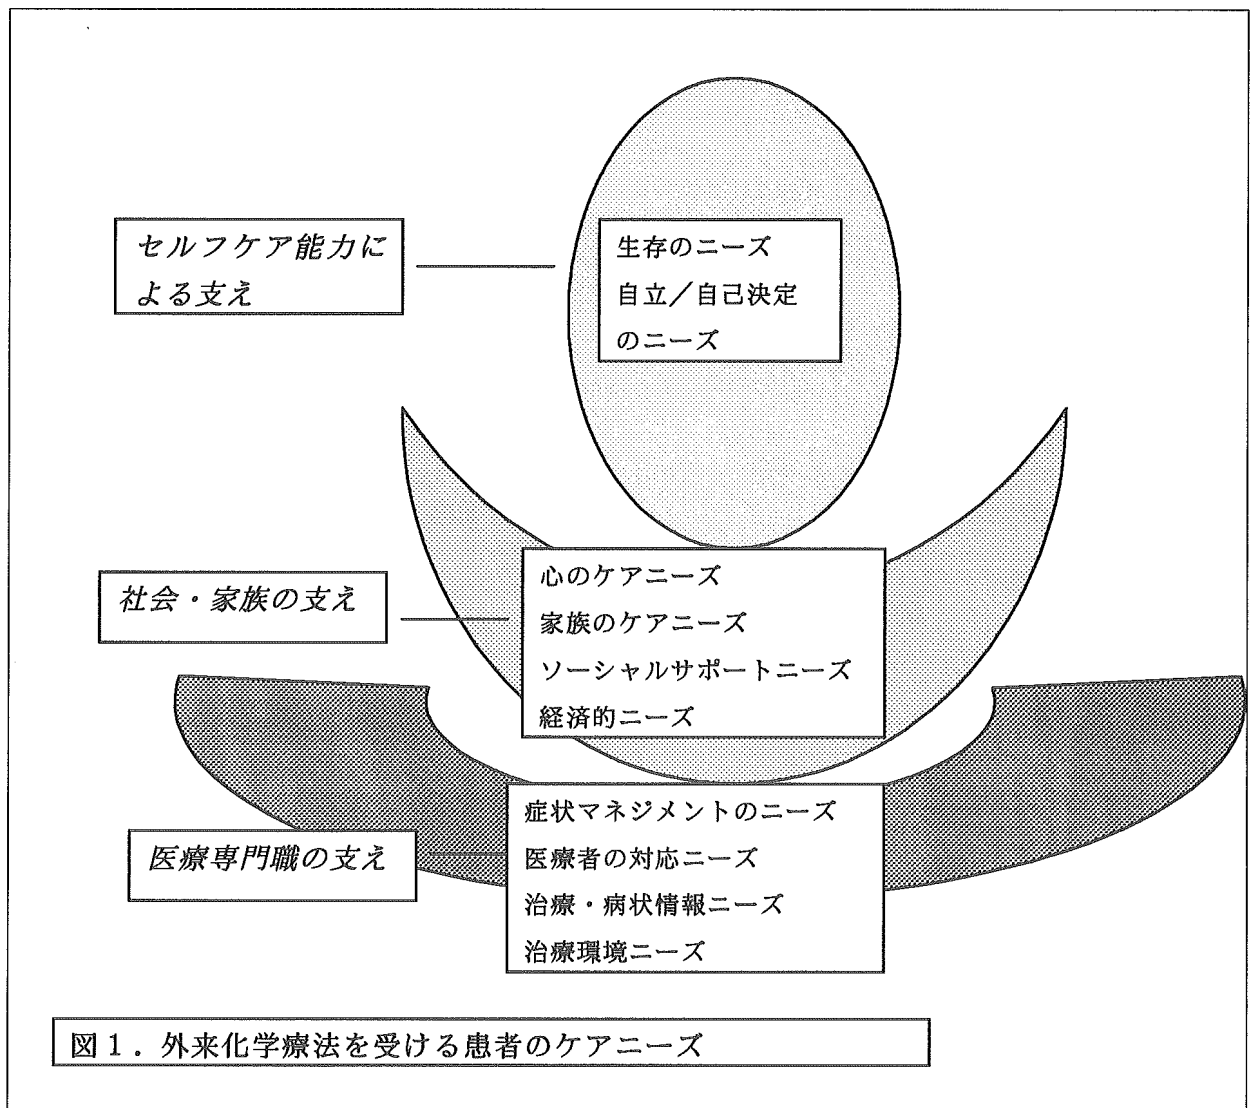 セルフケア能力に
よる支え
生存のニーズ
自立／自己決定
のニーズ
社会・家族の支え
心のケアニーズ
家族のケアニーズ
ソーシャルサポートニーズ
経済的ニーズ
医療専門職の支え
症状マネジメントのニーズ
医療者の対応ニーズ
治療・病状情報ニーズ
治療環境ニーズ
図１．外来化学療法を受ける患者のケアニーズ